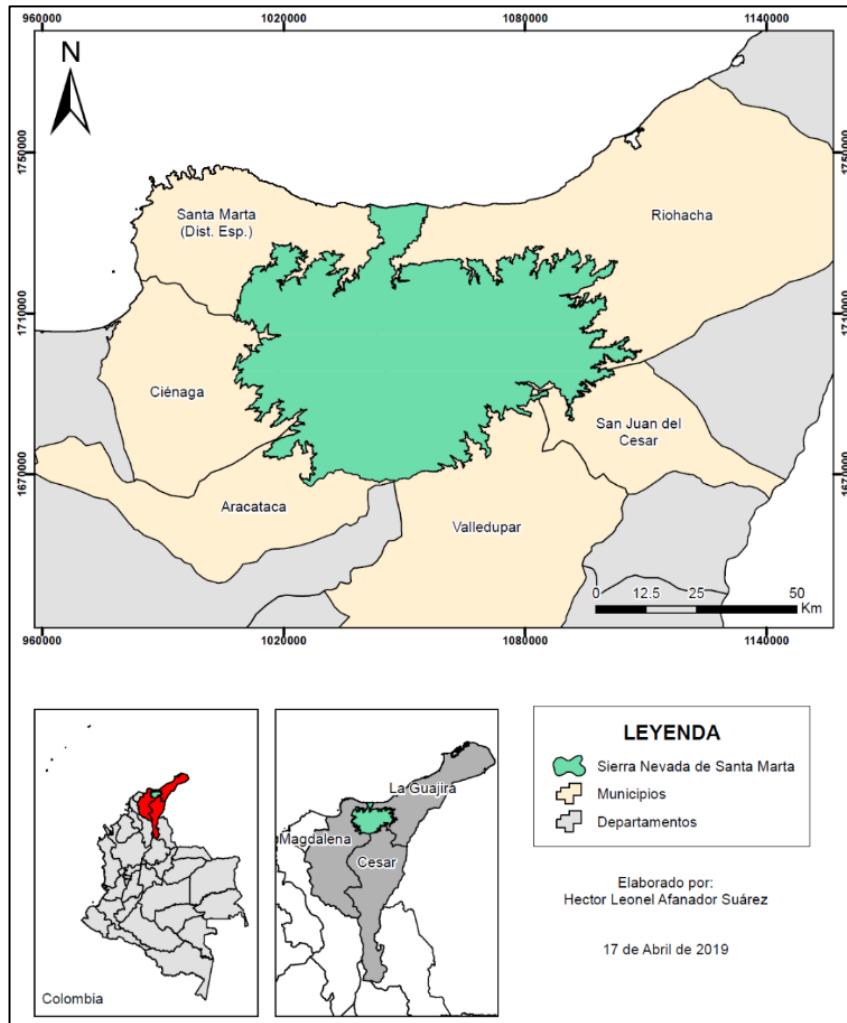 960000 1020000 1080000 1140000
N
1750000 1750000
Santa Marta
(Dist. Esp.)
Riohacha
1710000 1710000
Ciénaga
San Juan del
Cesar
1670000 1670000
Aracataca
Valledupar
0 12.5 25 50
Km
960000 1020000 1080000 1140000
Colombia
La Guajira
Magdalena
Cesar
LEYENDA
Sierra Nevada de Santa Marta
Municipios
Departamentos
Elaborado por:
Hector Leonel Afanador Suárez
17 de Abril de 2019